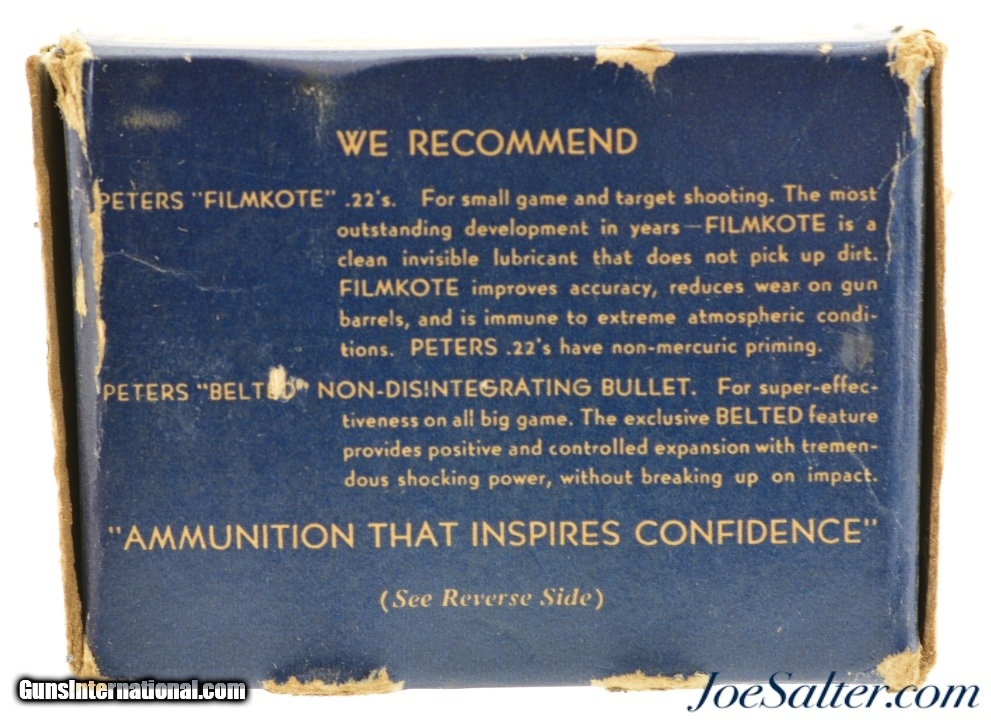 WE RECOMMEND
PETERS "FILMKOTE" .22's. For small game and target shooting. The most
outstanding development in years—FILMKOTE is a
clean invisible lubricant that does not pick up dirt.
FILMKOTE improves accuracy, reduces wear on gun
barrels, and is immune to extreme atmospheric condi-
tions. PETERS .22's have non-mercuric priming.
PETERS "BELTED" NON-DISINTEGRATING BULLET. For super-effec-
tiveness on all big game. The exclusive BELTED feature
provides positive and controlled expansion with tremen-
dous shocking power, without breaking up on impact.
"AMMUNITION THAT INSPIRES CONFIDENCE"
(See Reverse Side)
GunsInternational.com
JoeSalter.com